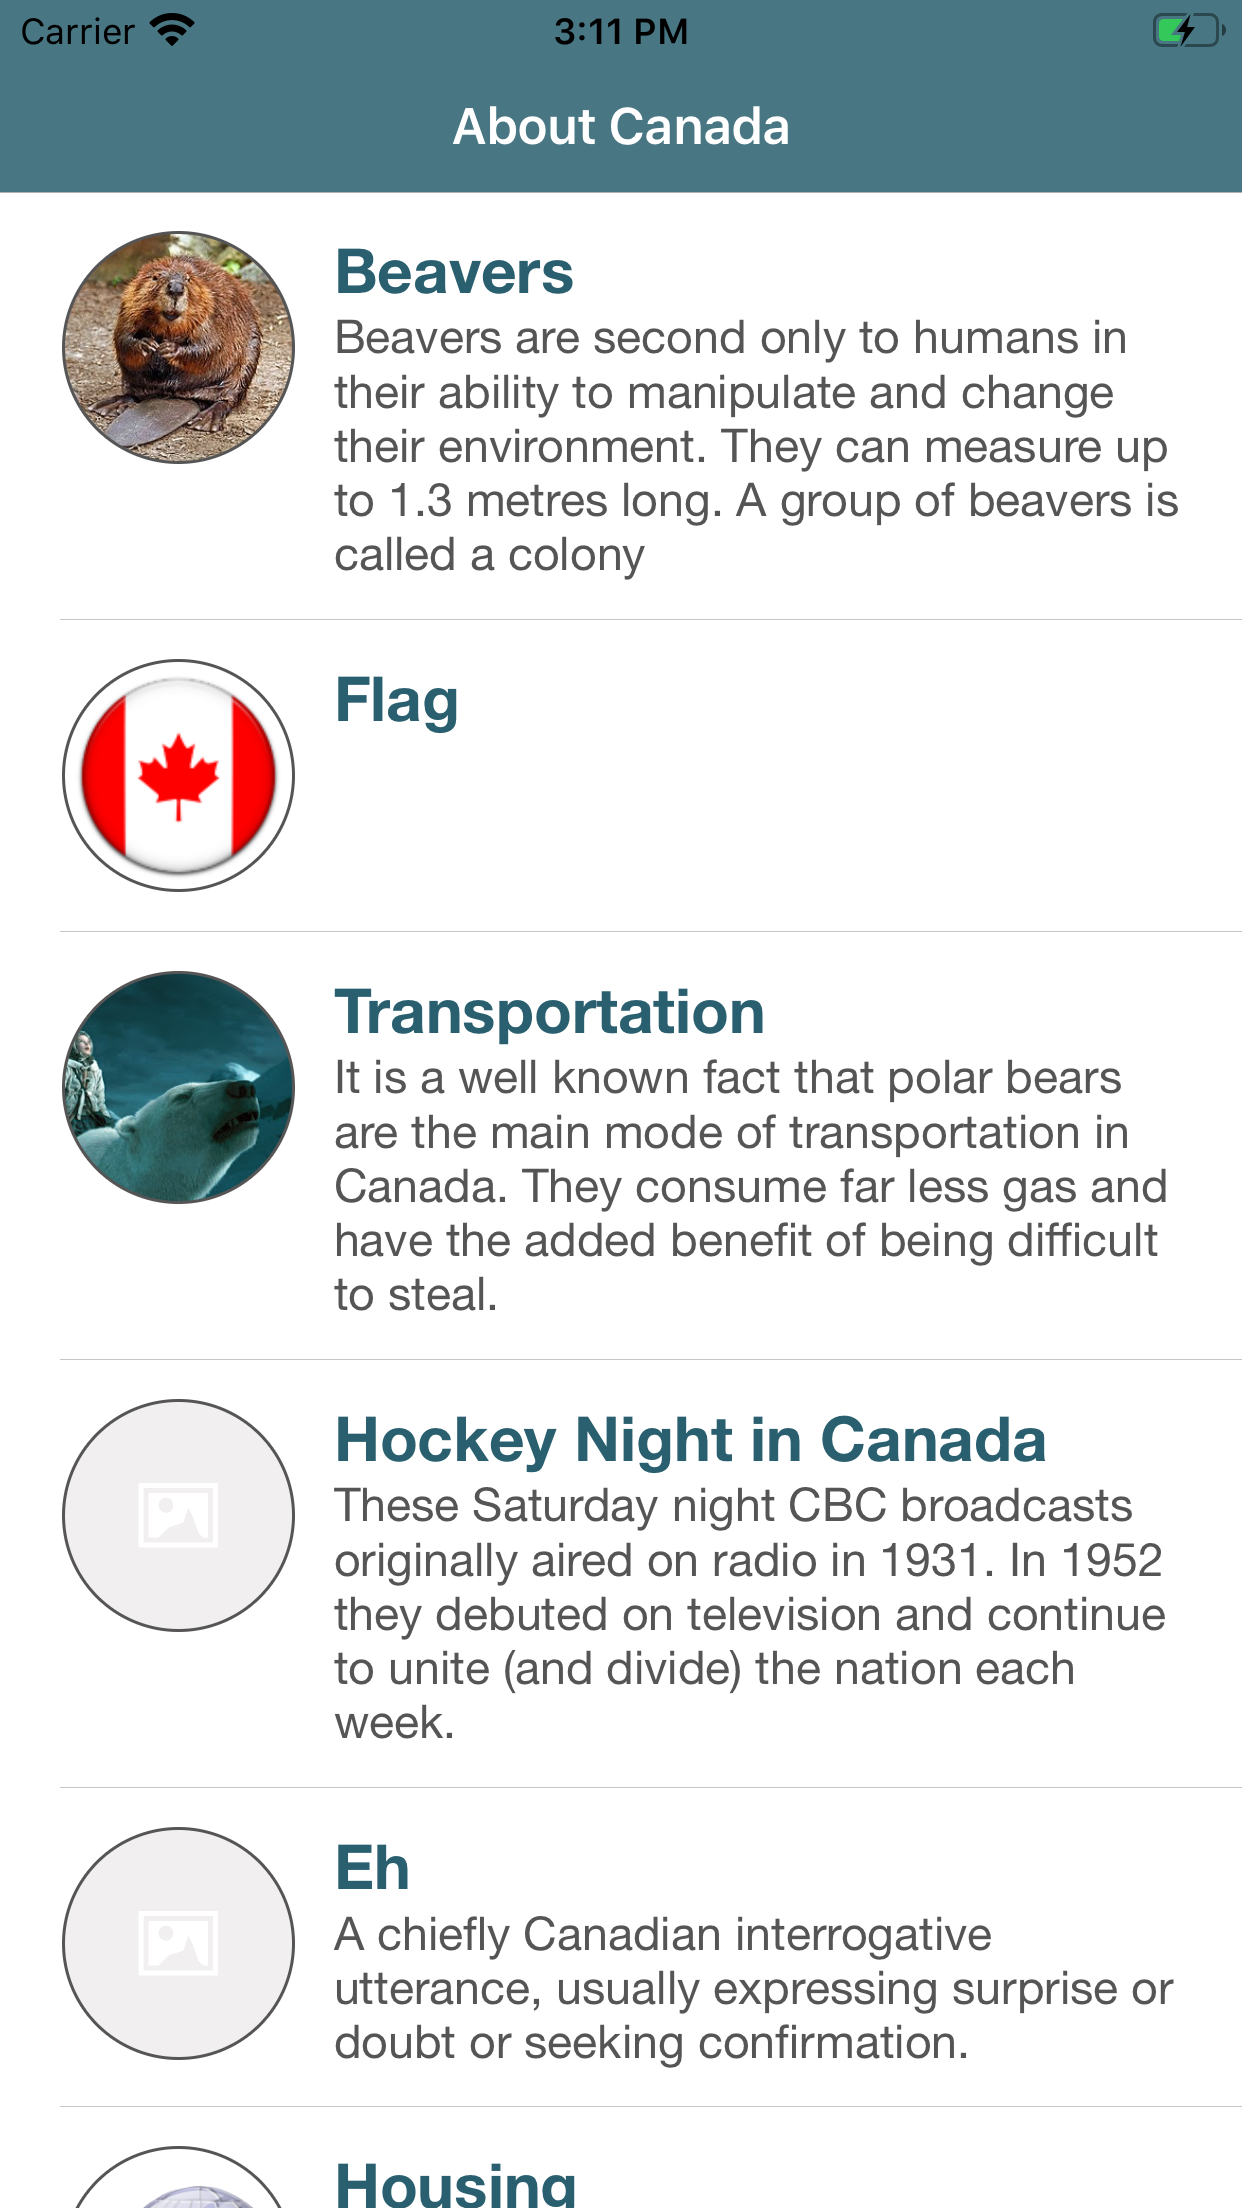 Carrier 3:11 PM
About Canada
Beavers
Beavers are second only to humans in
their ability to manipulate and change
their environment. They can measure up
to 1.3 metres long. A group of beavers is
called a colony
Flag
Transportation
It is a well known fact that polar bears
are the main mode of transportation in
Canada. They consume far less gas and
have the added benefit of being difficult
to steal.
Hockey Night in Canada
These Saturday night CBC broadcasts
originally aired on radio in 1931. In 1952
they debuted on television and continue
to unite (and divide) the nation each
week.
Eh
A chiefly Canadian interrogative
utterance, usually expressing surprise or
doubt or seeking confirmation.
Housing